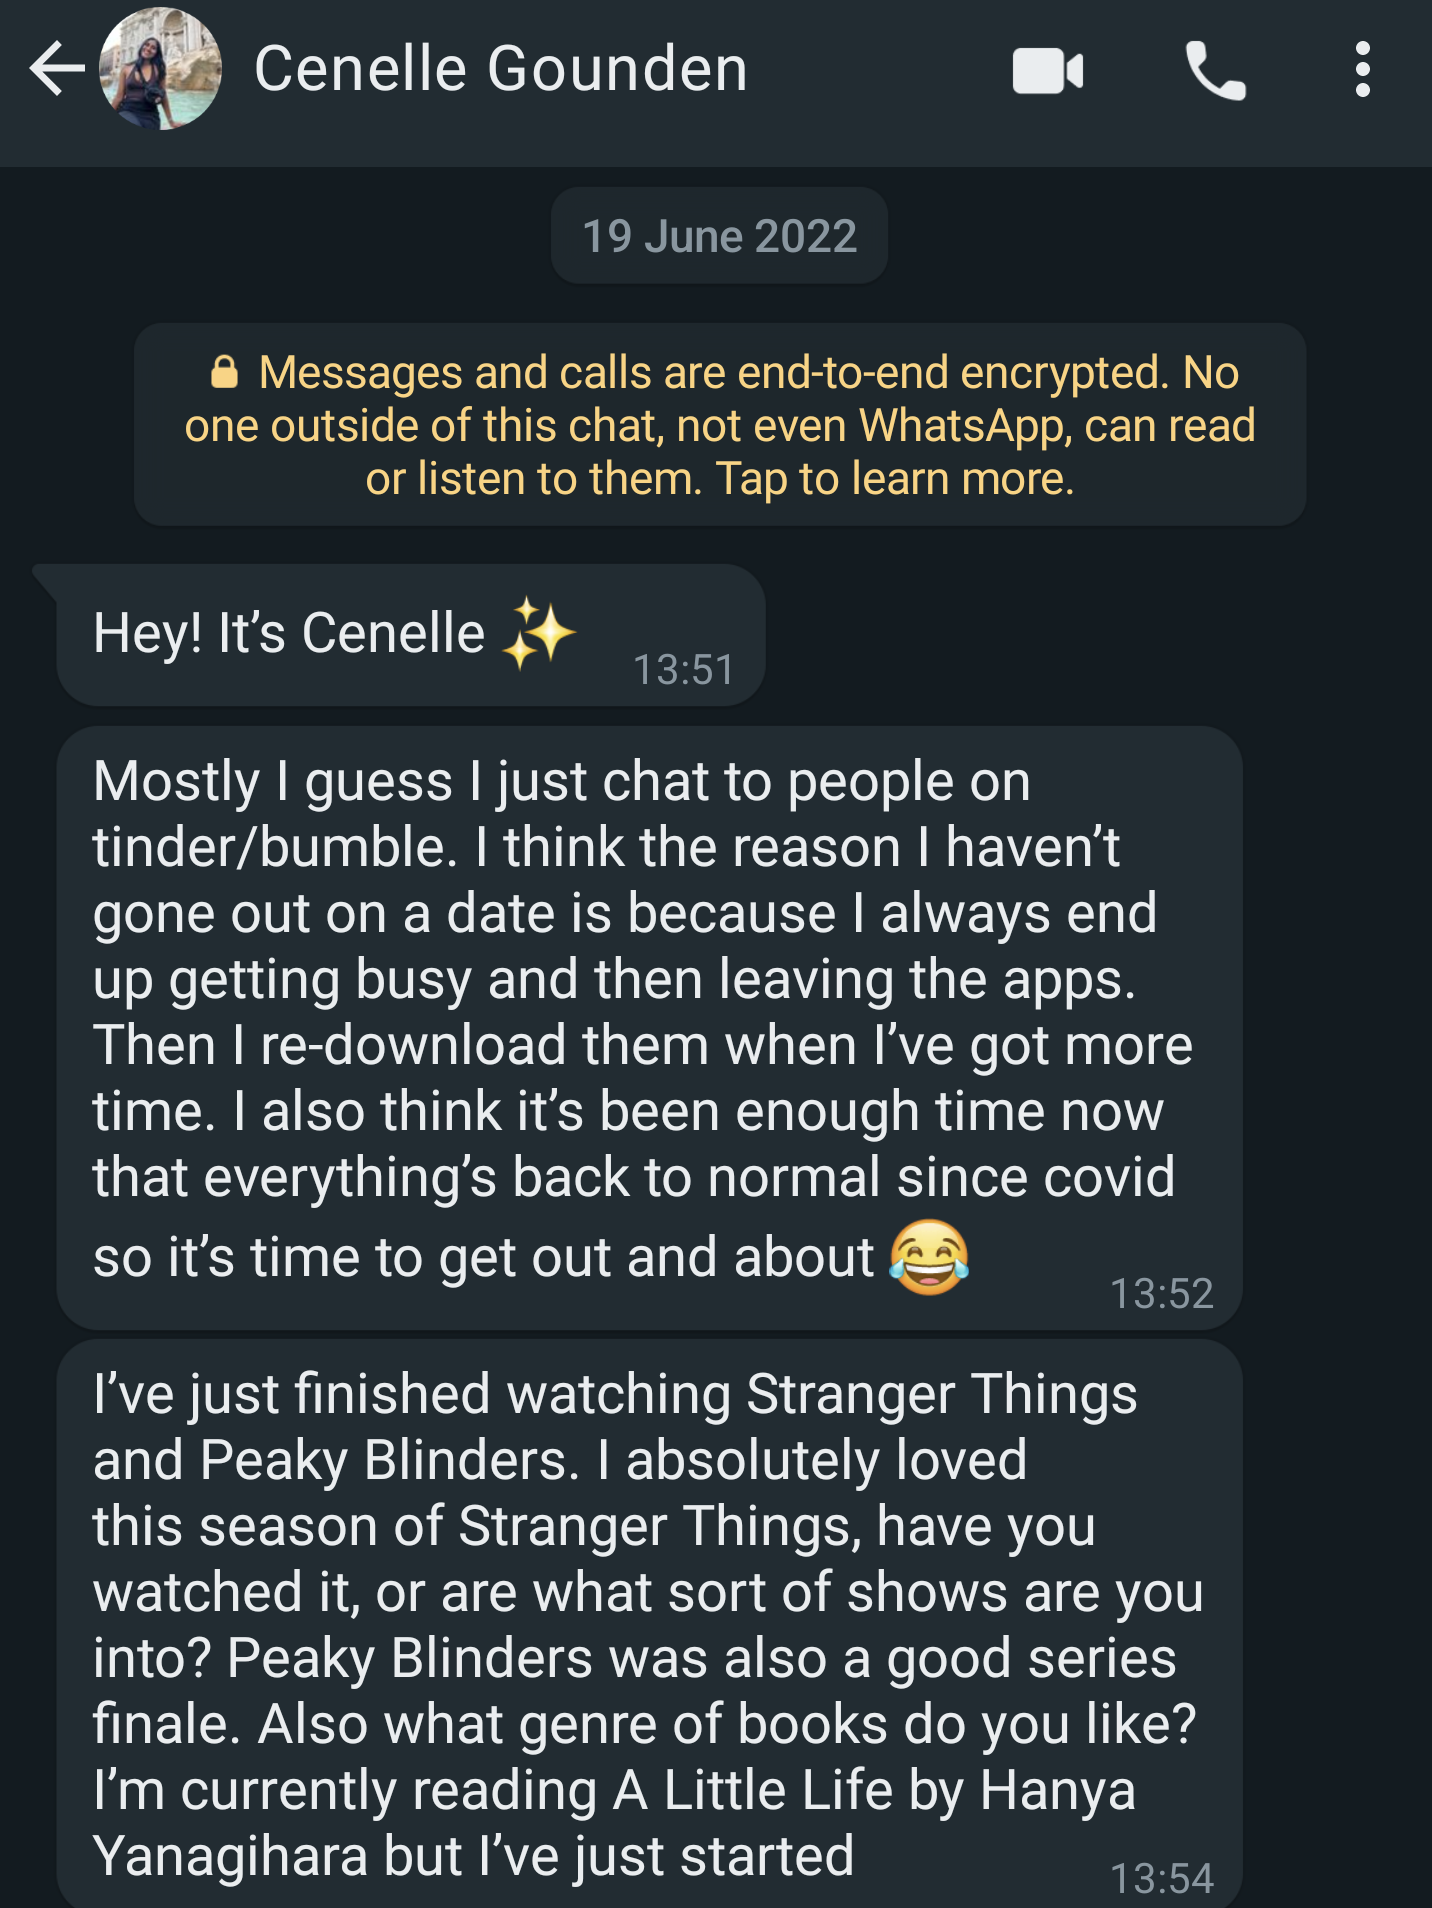 Cenelle Gounden
19 June 2022
🔒 Messages and calls are end-to-end encrypted. No
one outside of this chat, not even WhatsApp, can read
or listen to them. Tap to learn more.
Hey! It’s Cenelle ✨
13:51
Mostly I guess I just chat to people on
tinder/bumble. I think the reason I haven’t
gone out on a date is because I always end
up getting busy and then leaving the apps.
Then I re-download them when I’ve got more
time. I also think it’s been enough time now
that everything’s back to normal since covid
so it’s time to get out and about 😂
13:52
I’ve just finished watching Stranger Things
and Peaky Blinders. I absolutely loved
this season of Stranger Things, have you
watched it, or are what sort of shows are you
into? Peaky Blinders was also a good series
finale. Also what genre of books do you like?
I’m currently reading A Little Life by Hanya
Yanagihara but I’ve just started
13:54